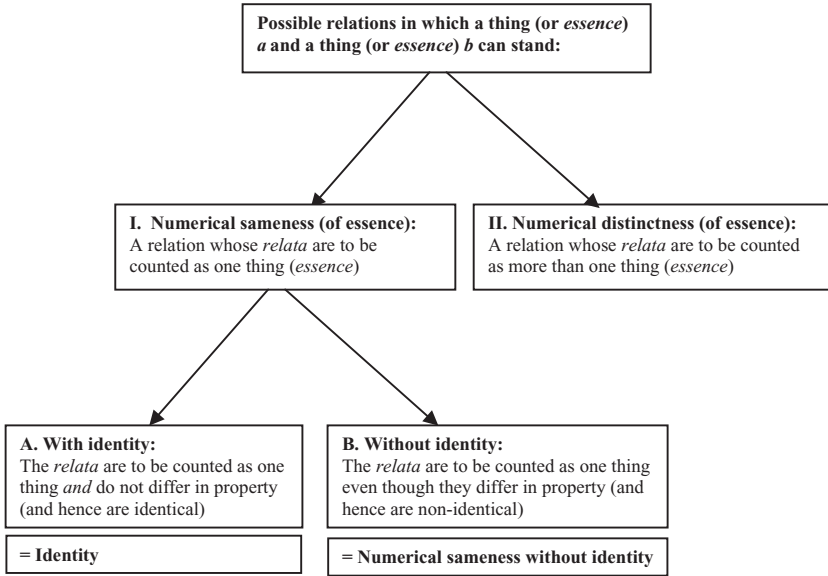 Possible relations in which a thing (or essence)
a and a thing (or essence) b can stand:
I. Numerical sameness (of essence):
A relation whose relata are to be
counted as one thing (essence)
II. Numerical distinctness (of essence):
A relation whose relata are to be counted
as more than one thing (essence)
A. With identity:
The relata are to be counted as one
thing and do not differ in property
(and hence are identical)
= Identity
B. Without identity:
The relata are to be counted as one thing
even though they differ in property (and
hence are non-identical)
= Numerical sameness without identity